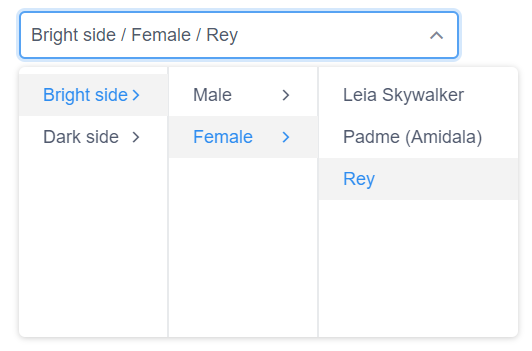 Bright side / Female / Rey
Bright side
Dark side
Male
Female
Leia Skywalker
Padme (Amidala)
Rey